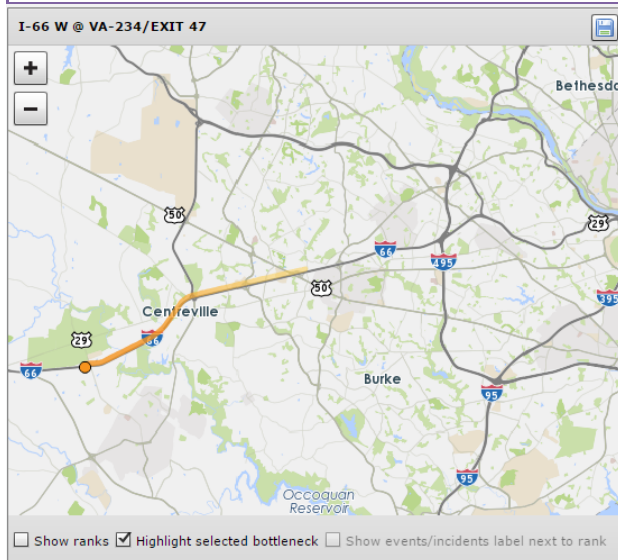 I-66 W @ VA-234/EXIT 47
+
−
Bethesd
50
29
66
495
50
395
Centreville
29
66
66
Burke
95
95
Occoquan
Reservoir
Show ranks Highlight selected bottleneck Show events/incidents label next to rank